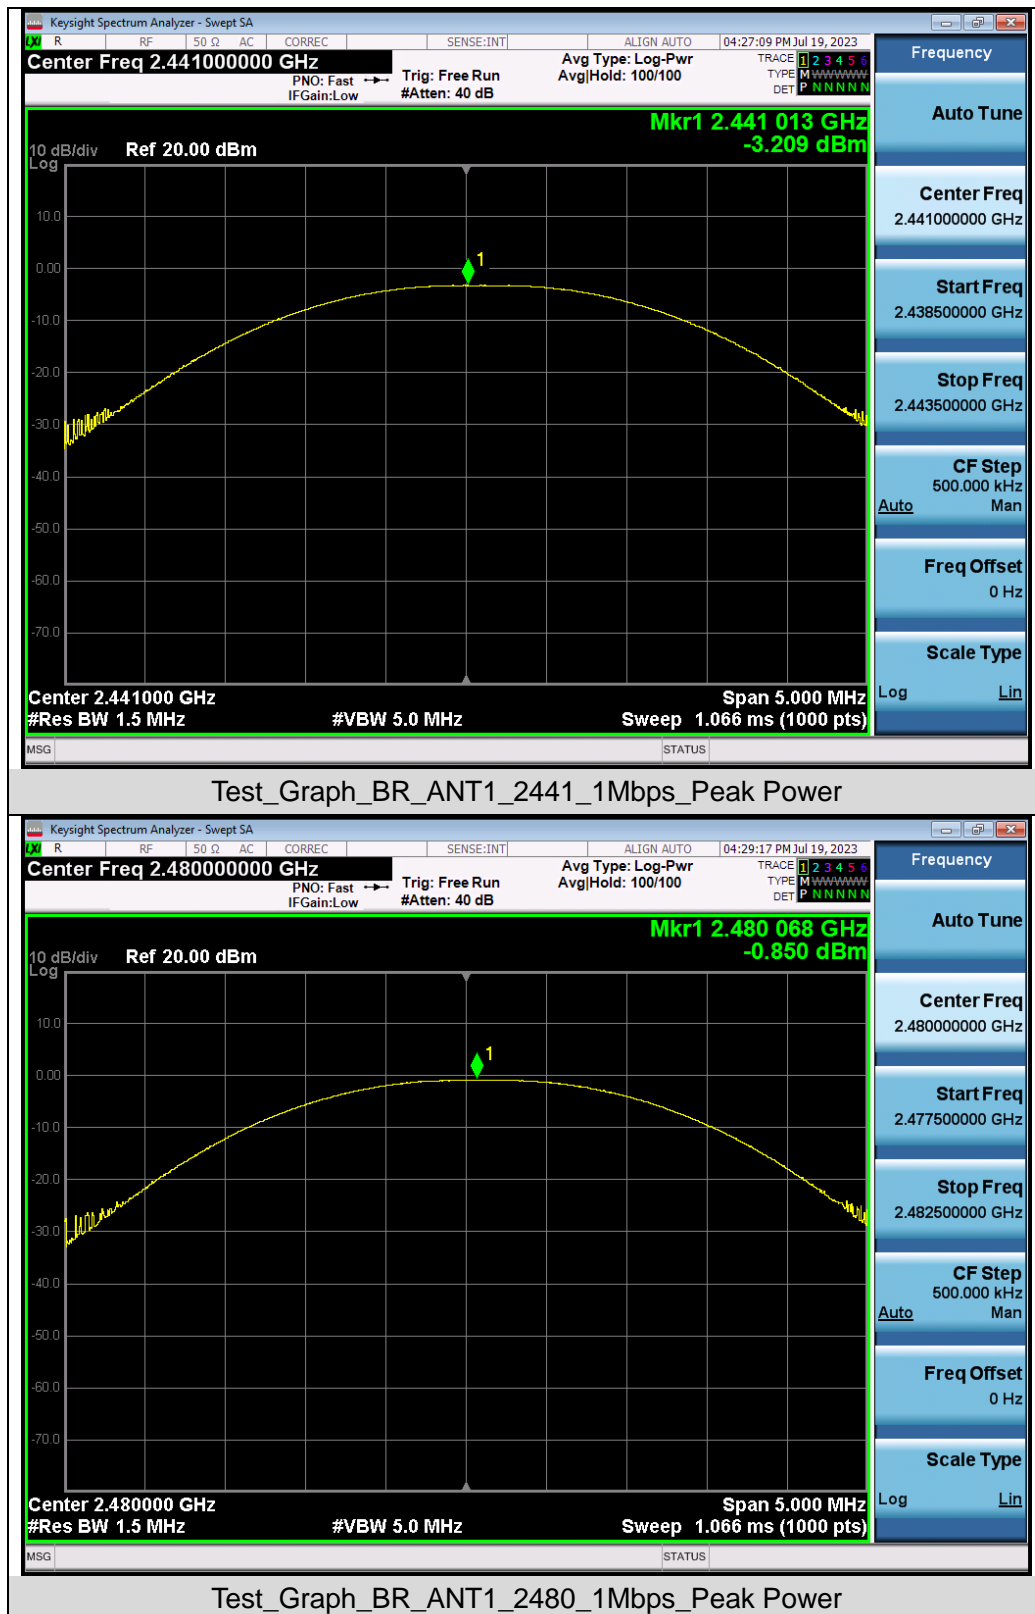 Keysight Spectrum Analyzer - Swept SA
LXI R RF 50 Ω AC CORREC SENSE:INT ALIGN AUTO 04:27:09 PM Jul 19, 2023
Center Freq 2.441000000 GHz
PNO: Fast
IFGain:Low
Trig: Free Run
#Atten: 40 dB
Avg Type: Log-Pwr
Avg|Hold: 100/100
TRACE 1 2 3 4 5 6
TYPE M W W W W W
DET P N N N N N
Mkr1 2.441 013 GHz
-3.209 dBm
10 dB/div Ref 20.00 dBm
Log
10.0
0.00
1
-10.0
-20.0
-30.0
-40.0
-50.0
-60.0
-70.0
Center 2.441000 GHz Span 5.000 MHz
#Res BW 1.5 MHz #VBW 5.0 MHz Sweep 1.066 ms (1000 pts)
MSG STATUS
Frequency
Auto Tune
Center Freq
2.441000000 GHz
Start Freq
2.438500000 GHz
Stop Freq
2.443500000 GHz
CF Step
500.000 kHz
Auto Man
Freq Offset
0 Hz
Scale Type
Log Lin
Test_Graph_BR_ANT1_2441_1Mbps_Peak Power
Keysight Spectrum Analyzer - Swept SA
LXI R RF 50 Ω AC CORREC SENSE:INT ALIGN AUTO 04:29:17 PM Jul 19, 2023
Center Freq 2.480000000 GHz
PNO: Fast
IFGain:Low
Trig: Free Run
#Atten: 40 dB
Avg Type: Log-Pwr
Avg|Hold: 100/100
TRACE 1 2 3 4 5 6
TYPE M W W W W W
DET P N N N N N
Mkr1 2.480 068 GHz
-0.850 dBm
10 dB/div Ref 20.00 dBm
Log
10.0
0.00
1
-10.0
-20.0
-30.0
-40.0
-50.0
-60.0
-70.0
Center 2.480000 GHz Span 5.000 MHz
#Res BW 1.5 MHz #VBW 5.0 MHz Sweep 1.066 ms (1000 pts)
MSG STATUS
Frequency
Auto Tune
Center Freq
2.480000000 GHz
Start Freq
2.477500000 GHz
Stop Freq
2.482500000 GHz
CF Step
500.000 kHz
Auto Man
Freq Offset
0 Hz
Scale Type
Log Lin
Test_Graph_BR_ANT1_2480_1Mbps_Peak Power